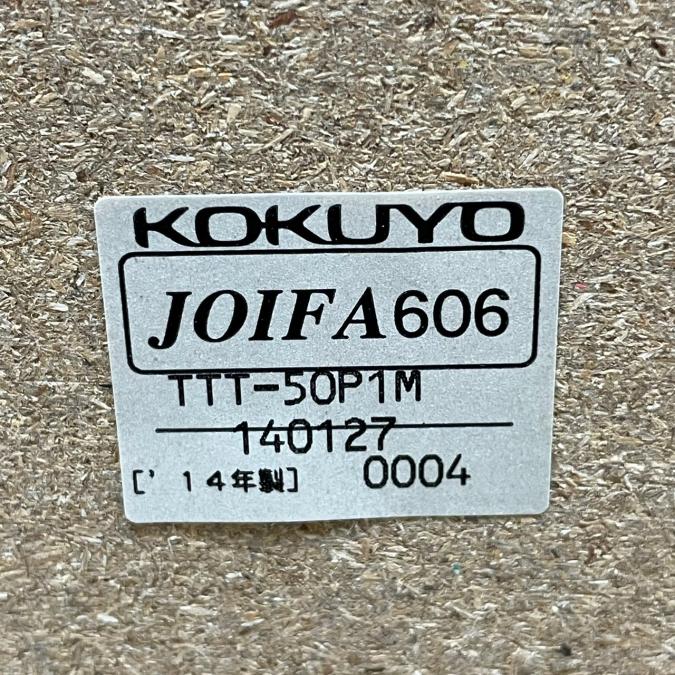 KOKUYO
JOIFA606
TTT-50P1M
140127
['14年製] 0004